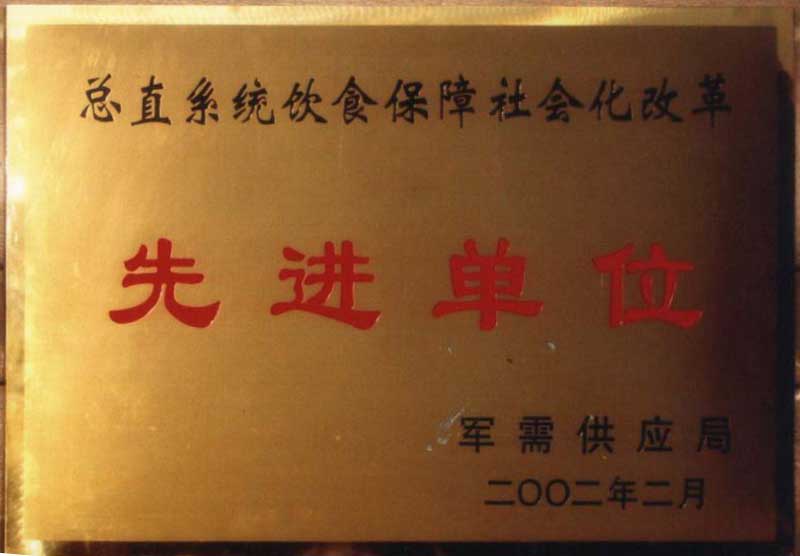 总直系统饮食保障社会化改革
先进单位
军需供应局
二〇〇二年二月